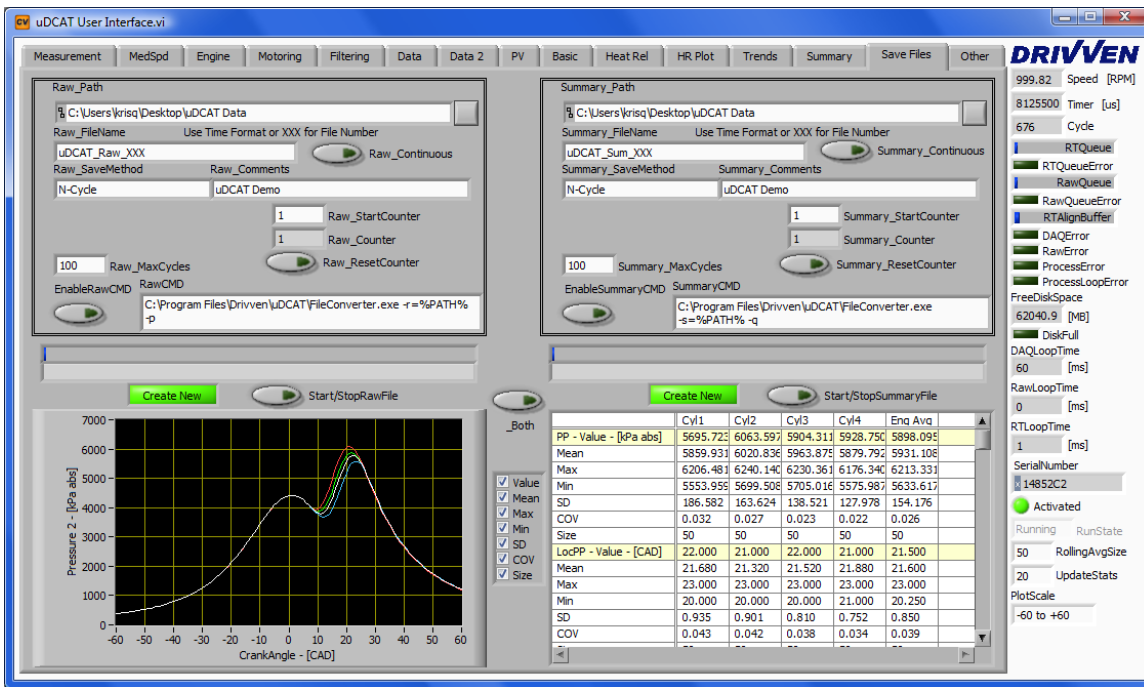 uDCAT User Interface.vi
Measurement MedSpd Engine Motoring Filtering Data Data 2 PV Basic Heat Rel HR Plot Trends Summary Save Files Other
DRIVVEN
Raw_Path
C:\Users\krisq\Desktop\uDCAT Data
Raw_FileName Use Time Format or XXX for File Number
uDCAT_Raw_XXX Raw_Continuous
Raw_SaveMethod Raw_Comments
N-Cycle uDCAT Demo
1 Raw_StartCounter
1 Raw_Counter
100 Raw_MaxCycles Raw_ResetCounter
EnableRawCMD RawCMD
C:\Program Files\Drivven\uDCAT\FileConverter.exe -r=%PATH%
-p
Create New Start/StopRawFile
Summary_Path
C:\Users\krisq\Desktop\uDCAT Data
Summary_FileName Use Time Format or XXX for File Number
uDCAT_Sum_XXX Summary_Continuous
Summary_SaveMethod Summary_Comments
N-Cycle uDCAT Demo
1 Summary_StartCounter
1 Summary_Counter
100 Summary_MaxCycles Summary_ResetCounter
EnableSummaryCMD SummaryCMD
C:\Program Files\Drivven\uDCAT\FileConverter.exe
-s=%PATH% -q
Create New Start/StopSummaryFile
_Both
7000
6000
5000
4000
3000
2000
1000
0
Pressure 2 - [kPa abs]
-60 -50 -40 -30 -20 -10 0 10 20 30 40 50 60
CrankAngle - [CAD]
Value
Mean
Max
Min
SD
COV
Size
Cyl1 Cyl2 Cyl3 Cyl4 Eng Avg
PP - Value - [kPa abs] 5695.723 6063.597 5904.311 5928.750 5898.095
Mean 5859.931 6020.836 5963.875 5879.792 5931.108
Max 6206.481 6240.140 6230.361 6176.340 6213.331
Min 5553.959 5699.508 5705.016 5575.987 5633.617
SD 186.582 163.624 138.521 127.978 154.176
COV 0.032 0.027 0.023 0.022 0.026
Size 50 50 50 50 50
LocPP - Value - [CAD] 22.000 21.000 22.000 21.000 21.500
Mean 21.680 21.320 21.520 21.880 21.600
Max 23.000 23.000 23.000 23.000 23.000
Min 20.000 20.000 20.000 21.000 20.250
SD 0.935 0.901 0.810 0.752 0.850
COV 0.043 0.042 0.038 0.034 0.039
999.82 Speed [RPM]
8125500 Timer [us]
676 Cycle
RTQueue
RTQueueError
RawQueue
RawQueueError
RTAlignBuffer
DAQError
RawError
ProcessError
ProcessLoopError
FreeDiskSpace
62040.9 [MB]
DiskFull
DAQLoopTime
60 [ms]
RawLoopTime
0 [ms]
RTLoopTime
1 [ms]
SerialNumber
x 14852C2
Activated
Running RunState
50 RollingAvgSize
20 UpdateStats
PlotScale
-60 to +60